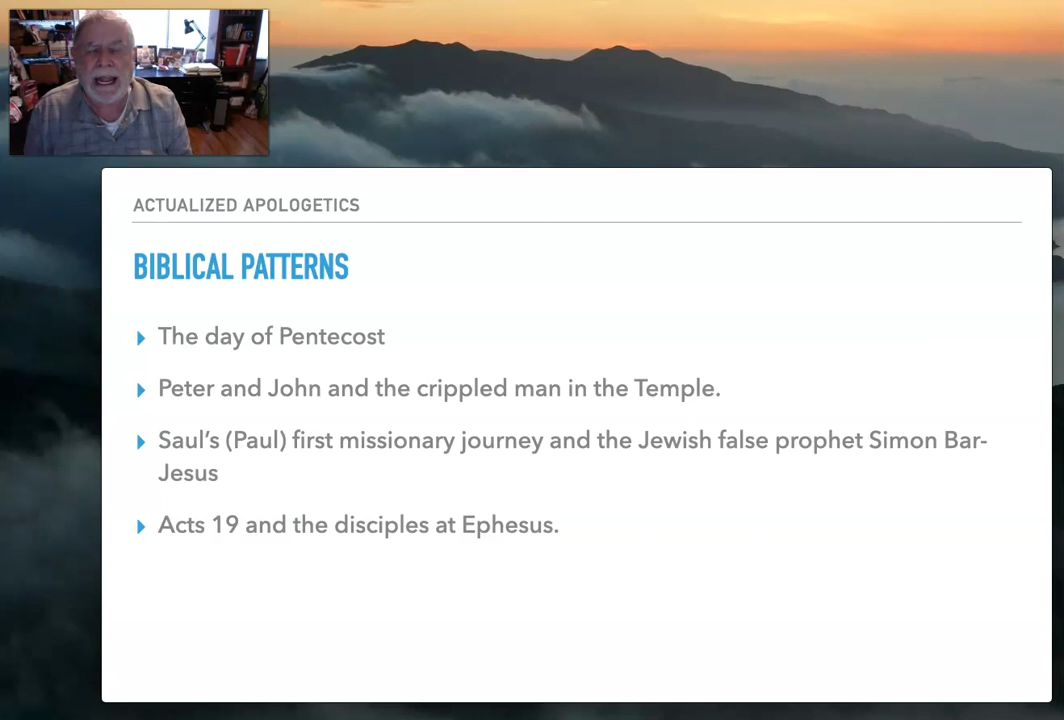 ACTUALIZED APOLOGETICS
BIBLICAL PATTERNS
The day of Pentecost
Peter and John and the crippled man in the Temple.
Saul’s (Paul) first missionary journey and the Jewish false prophet Simon Bar-
Jesus
Acts 19 and the disciples at Ephesus.